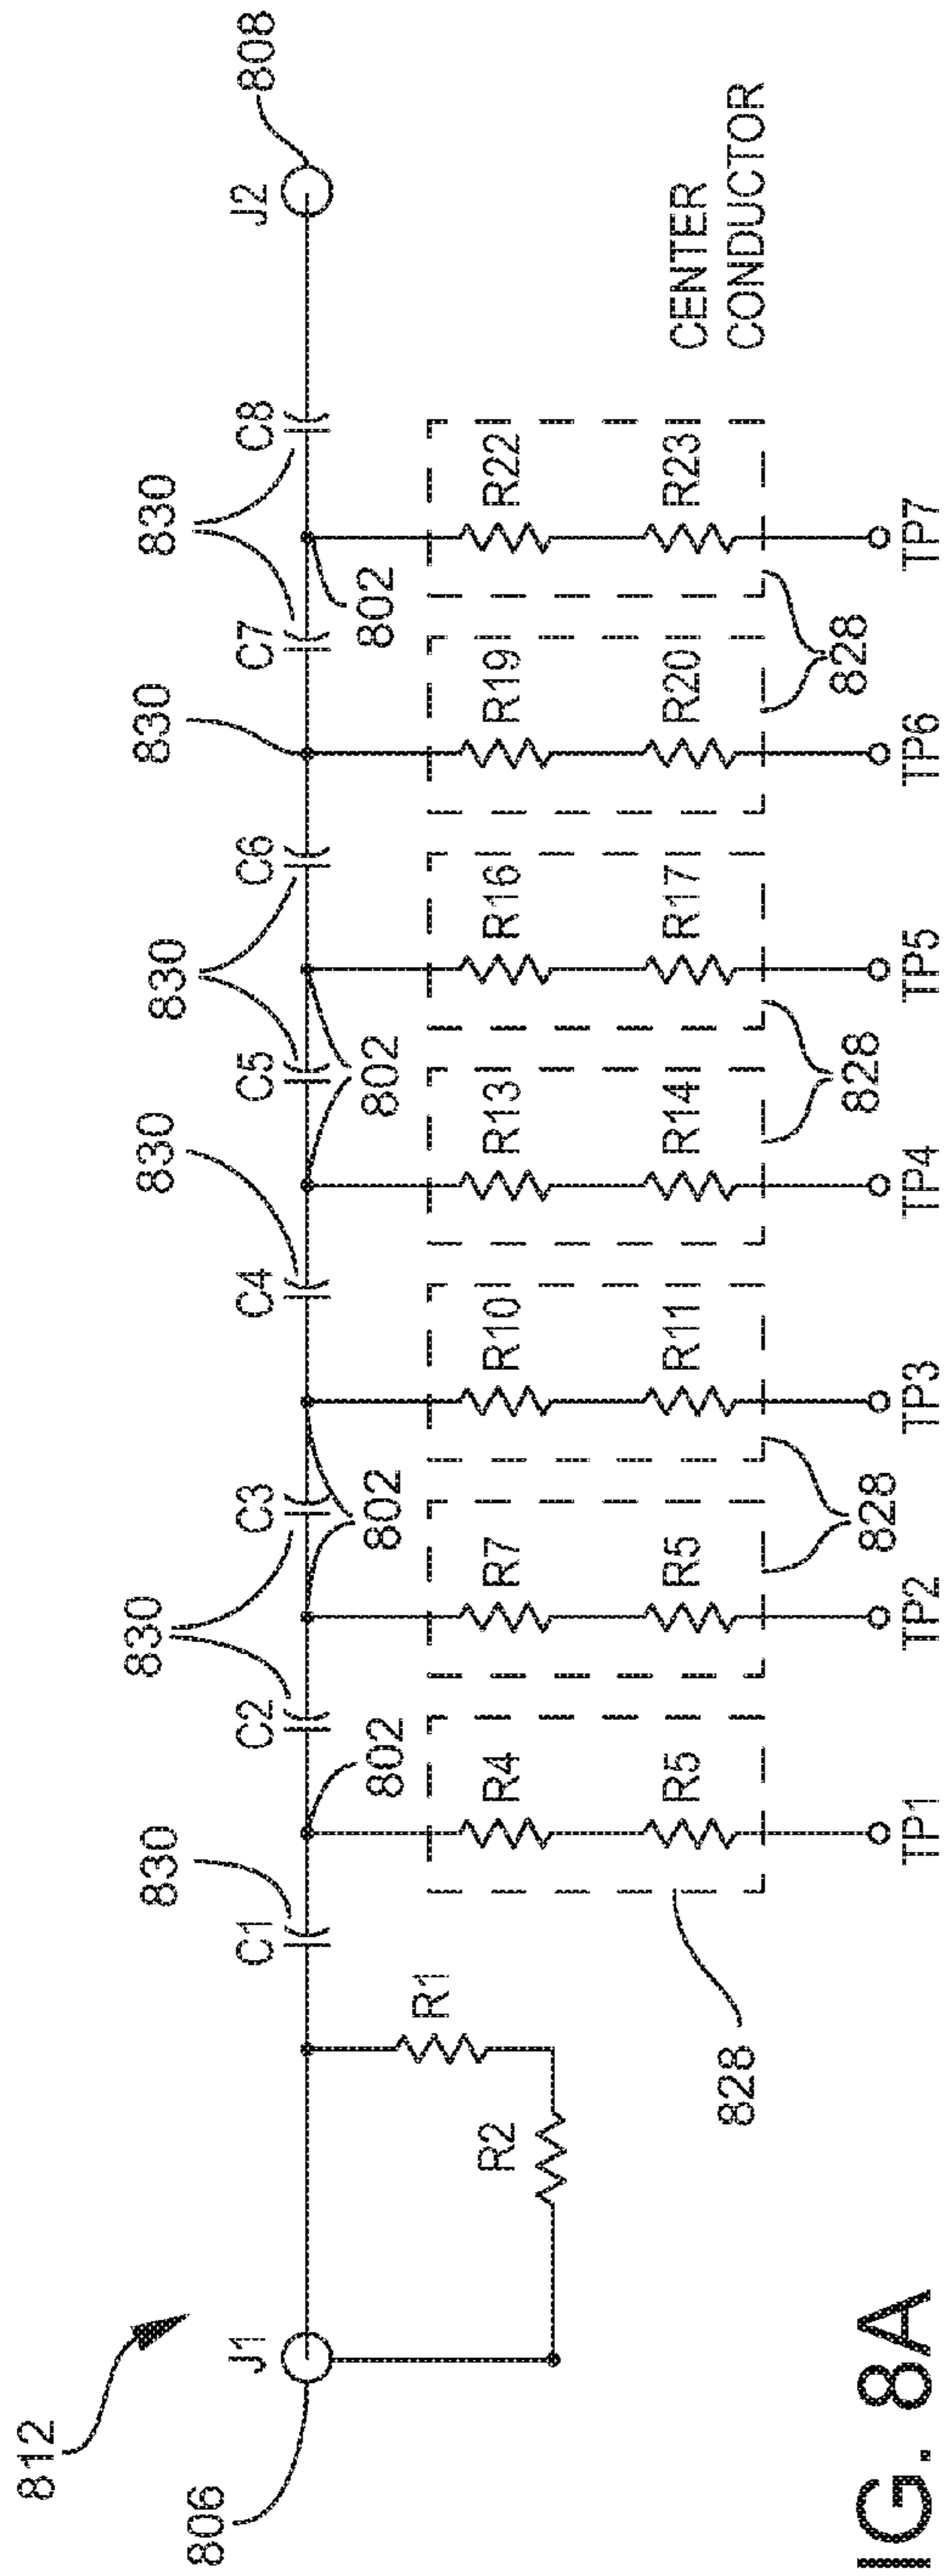 812
830
830
830
830
830
830
J1
C1
C2
C3
C4
C5
C6
C7
C8
J2
806
808
802
802
802
802
R1
R2
R4
R7
R10
R13
R16
R19
R22
R5
R5
R11
R14
R17
R20
R23
CENTER
CONDUCTOR
828
828
828
828
TP1
TP2
TP3
TP4
TP5
TP6
TP7
IG. 8A